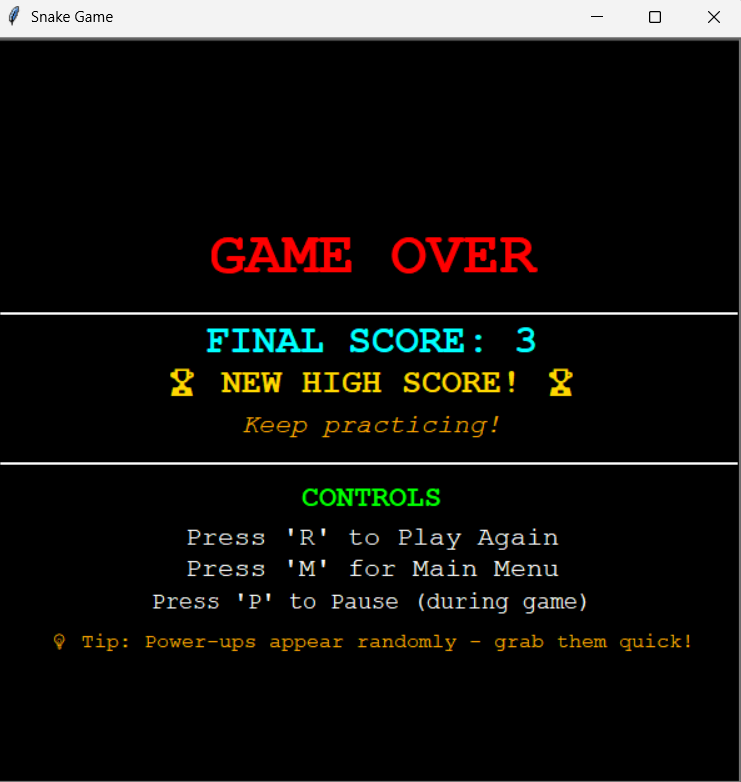 Snake Game
GAME OVER
FINAL SCORE: 3
🏆 NEW HIGH SCORE! 🏆
Keep practicing!
CONTROLS
Press 'R' to Play Again
Press 'M' for Main Menu
Press 'P' to Pause (during game)
💡 Tip: Power-ups appear randomly - grab them quick!